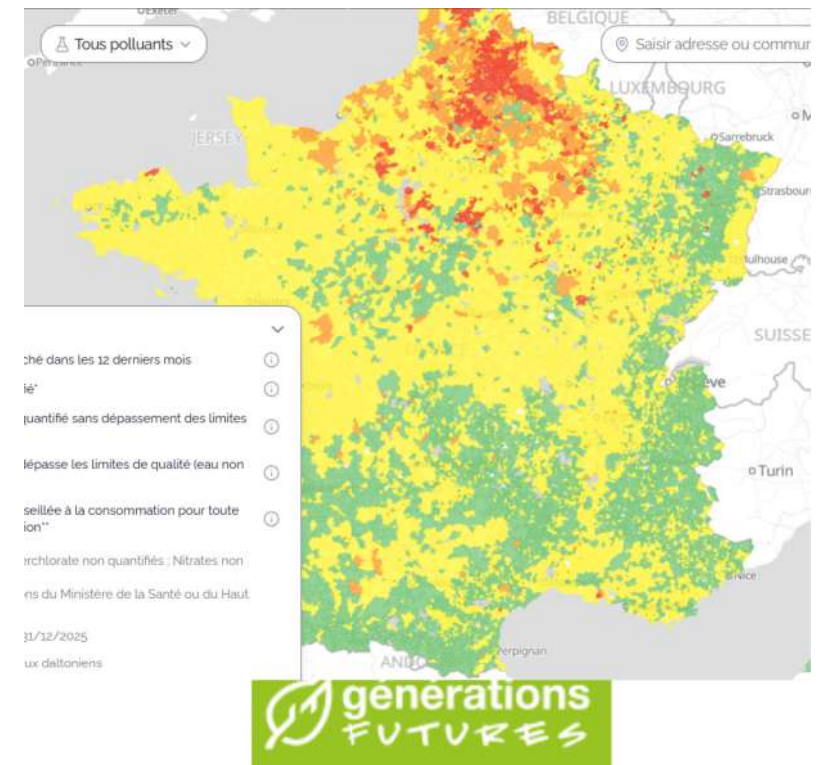 BELGIQUE
Tous polluants
Saisir adresse ou commun
LUXEMBOURG
JERSEY
Sarrebruck
Strasbour
Mulhouse
SUISSE
ève
Turin
Nice
Perpignan
ché dans les 12 derniers mois
é*
quantifié sans dépassement des limites
dépasse les limites de qualité (eau non
seillée à la consommation pour toute
ion**
erchlorate non quantifiés ; Nitrates non
ns du Ministère de la Santé ou du Haut
31/12/2025
ux daltoniens
générations
FUTURES